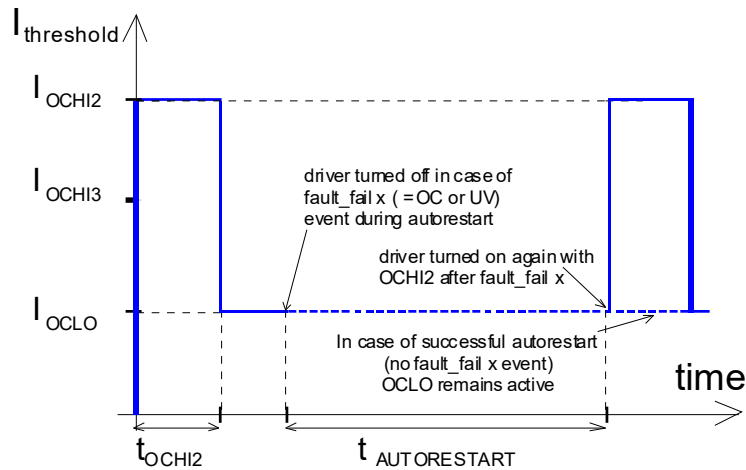 I threshold
I OCHI2
I OCHI3
I OCLO
driver turned off in case of
fault_fail x ( =OC or UV)
event during autorestart
driver turned on again with
OCHI2 after fault_fail x
In case of successful autorestart
(no fault_fail x event)
OCLO remains active
time
tOCHI2
t AUTORESTART